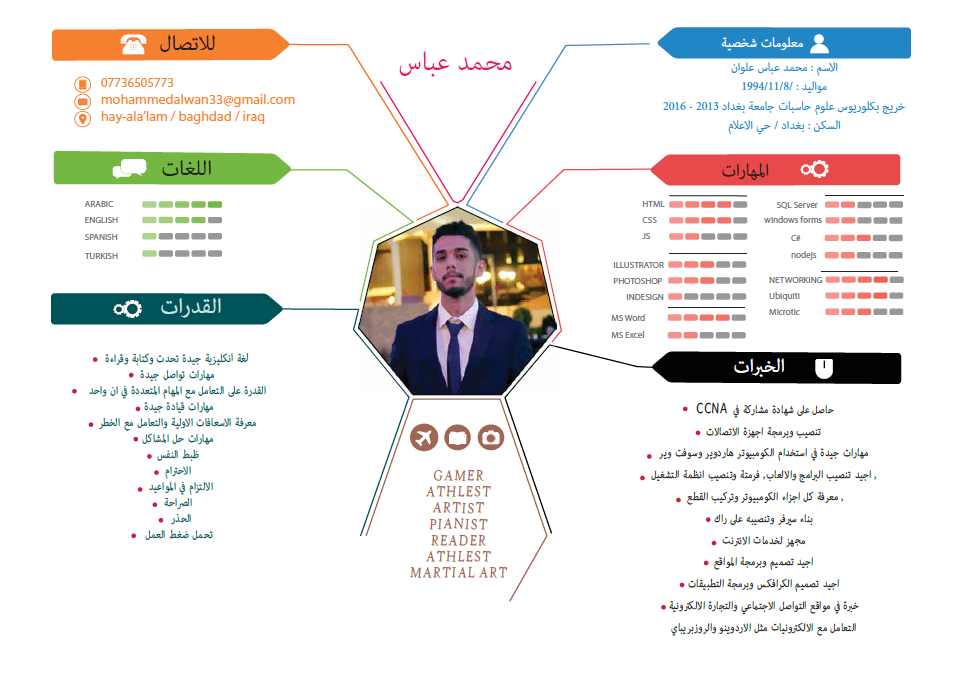 محمد عباس
معلومات شخصية
الاسم : محمد عباس علوان
مواليد : /1994/11/8
خريج بكلوريوس علوم حاسبات جامعة بغداد 2013 - 2016
السكن : بغداد / حي الاعلام
للاتصال
07736505773
mohammedalwan33@gmail.com
hay-ala'lam / baghdad / iraq
اللغات
ARABIC
ENGLISH
SPANISH
TURKISH
المهارات
HTML
CSS
JS
ILLUSTRATOR
PHOTOSHOP
INDESIGN
MS Word
MS Excel
SQL Server
windows forms
C#
nodejs
NETWORKING
Ubiquiti
Microtic
القدرات
لغة انكليزية جيدة تحدث وكتابة وقراءة
مهارات تواصل جيدة
القدرة على التعامل مع المهام المتعددة في ان واحد
مهارات قيادة جيدة
معرفة الاسعافات الاولية والتعامل مع الخطر
مهارات حل المشاكل
ظبط النفس
الاحترام
الالتزام في المواعيد
الصراحة
الحذر
تحمل ضغط العمل
الخبرات
حاصل على شهادة مشاركة في CCNA
تنصيب وبرمجة اجهزة الاتصالات
مهارات جيدة في استخدام الكومبيوتر هاردوير وسوفت وير
, اجيد تنصيب البرامج والالعاب, فرمتة وتنصيب انظمة التشغيل
, معرفة كل اجزاء الكومبيوتر وتركيب القطع
بناء سيرفر وتنصيبه على راك
مجهز لخدمات الانترنت
اجيد تصميم وبرمجة المواقع
اجيد تصميم الكرافكس وبرمجة التطبيقات
خبرة في مواقع التواصل الاجتماعي والتجارة الالكترونية
التعامل مع الالكترونيات مثل الاردوينو والروزبريباي
GAMER
ATHLEST
ARTIST
PIANIST
READER
ATHLEST
MARTIAL ART